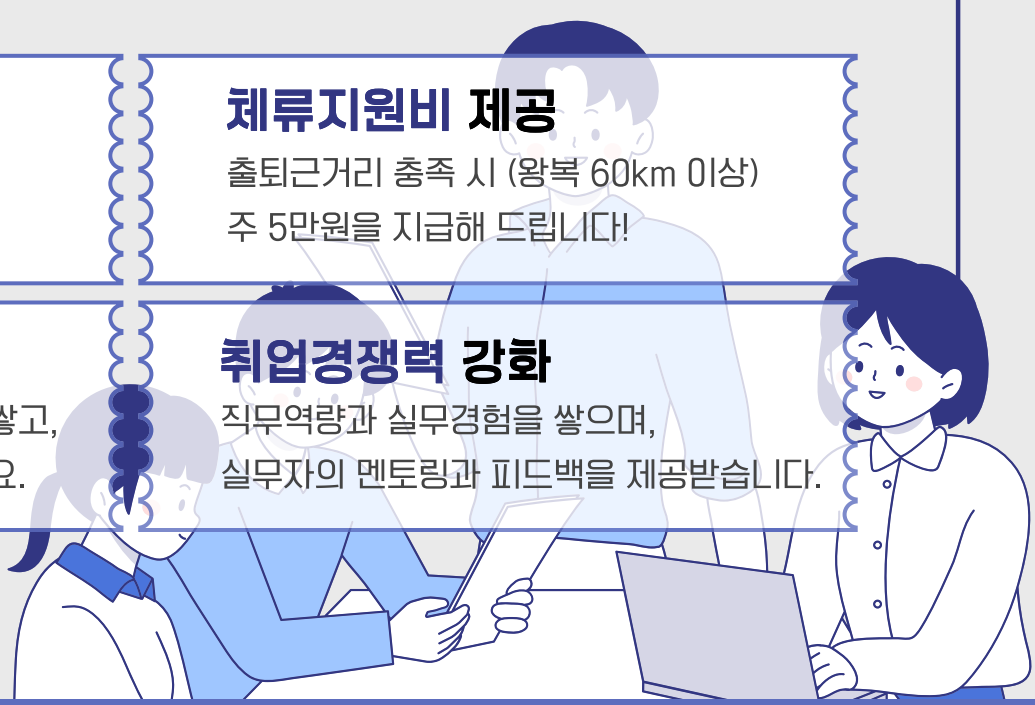 체류지원비 제공
출퇴근거리 충족 시 (왕복 60km 이상)
주 5만원을 지급해 드립니다!
취업경쟁력 강화
쌓고,
직무역량과 실무경험을 쌓으며,
요.
실무자의 멘토링과 피드백을 제공받습니다.